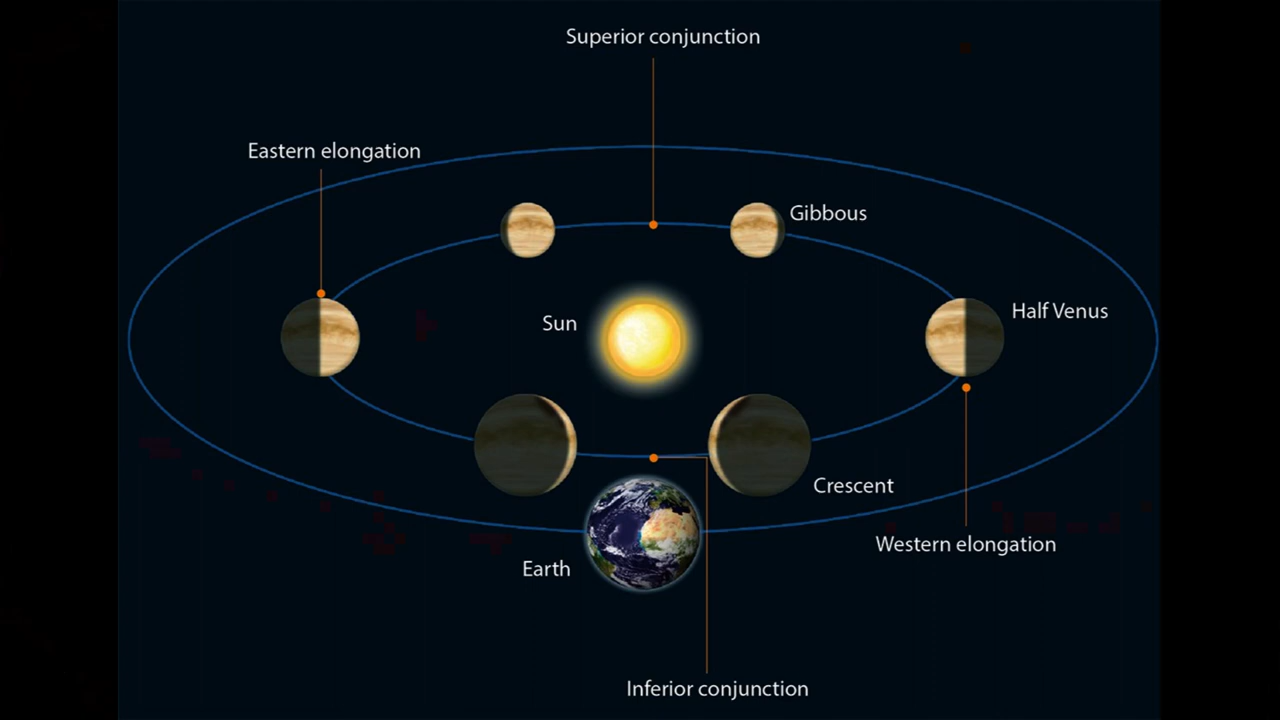 Superior conjunction
Eastern elongation
Gibbous
Half Venus
Sun
Crescent
Western elongation
Earth
Inferior conjunction